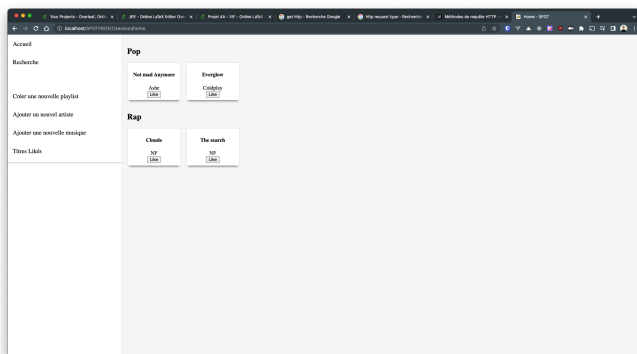 Your Projects - Overleaf, Onlin
JEE - Online LaTeX Editor Ove
Projet 4A - VIF - Online LaTeX
get http - Recherche Google
http request type - Recherche
Méthodes de requête HTTP
Home - SPOT
localhost/SPOTFRONT/session/home
Accueil
Recherche
Créer une nouvelle playlist
Ajouter un nouvel artiste
Ajouter une nouvelle musique
Titres Likés
Pop
Not mad Anymore
Ashe
Like
Everglow
Coldplay
Like
Rap
Clouds
NF
Like
The search
NF
Like